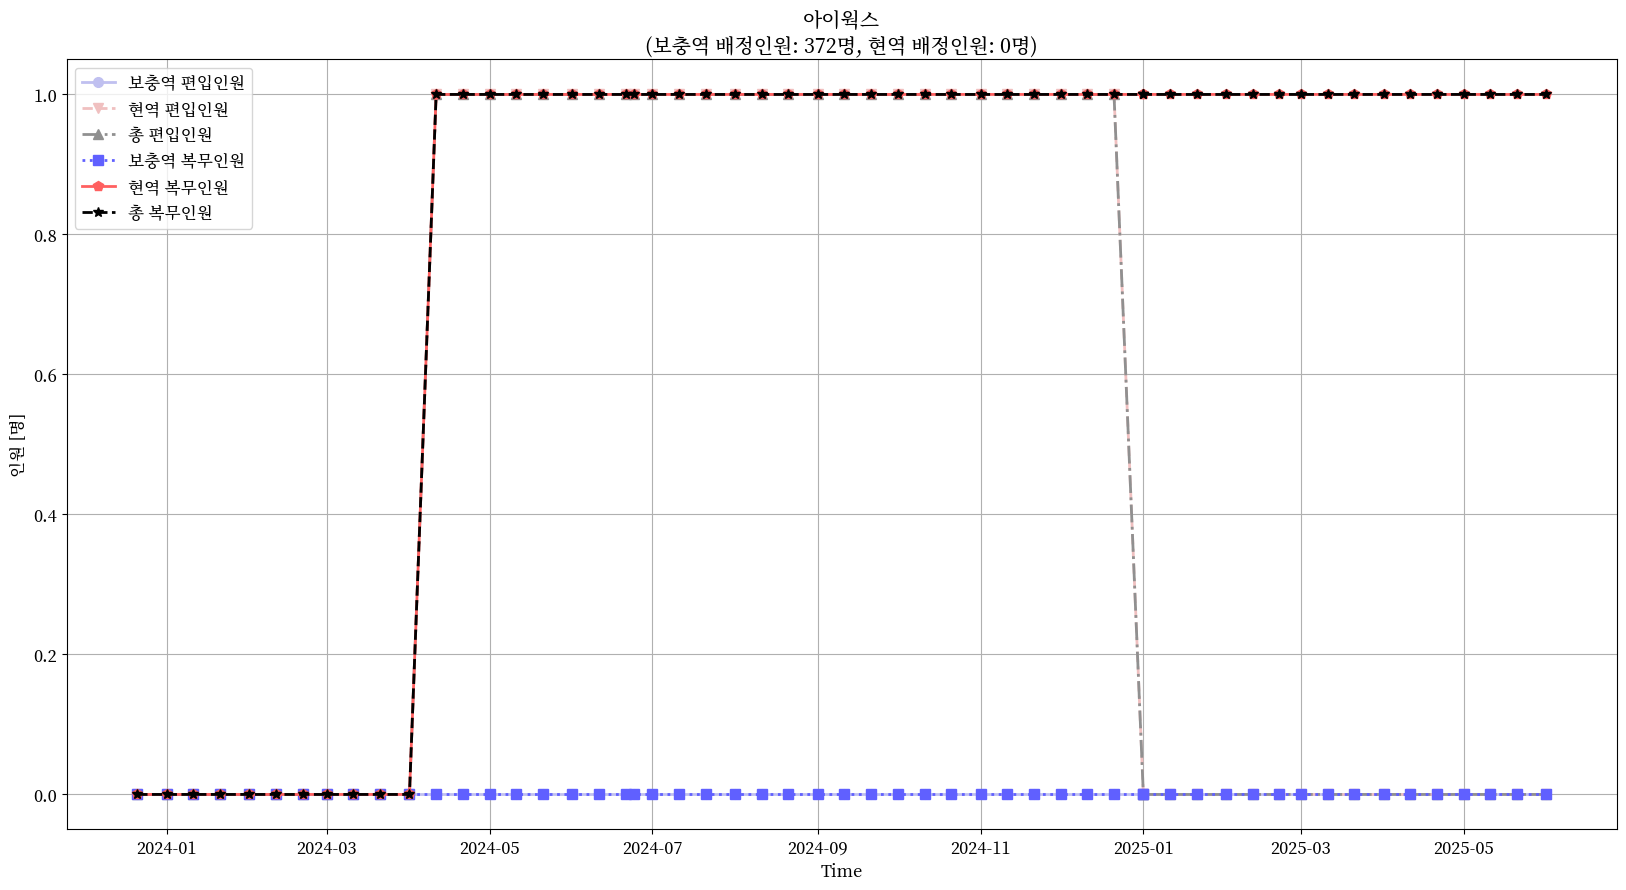 아이웍스
(보충역 배정인원: 372명, 현역 배정인원: 0명)
보충역 편입인원
현역 편입인원
총 편입인원
보충역 복무인원
현역 복무인원
총 복무인원
인원 [명]
1.0
0.8
0.6
0.4
0.2
0.0
2024-01
2024-03
2024-05
2024-07
2024-09
2024-11
2025-01
2025-03
2025-05
Time